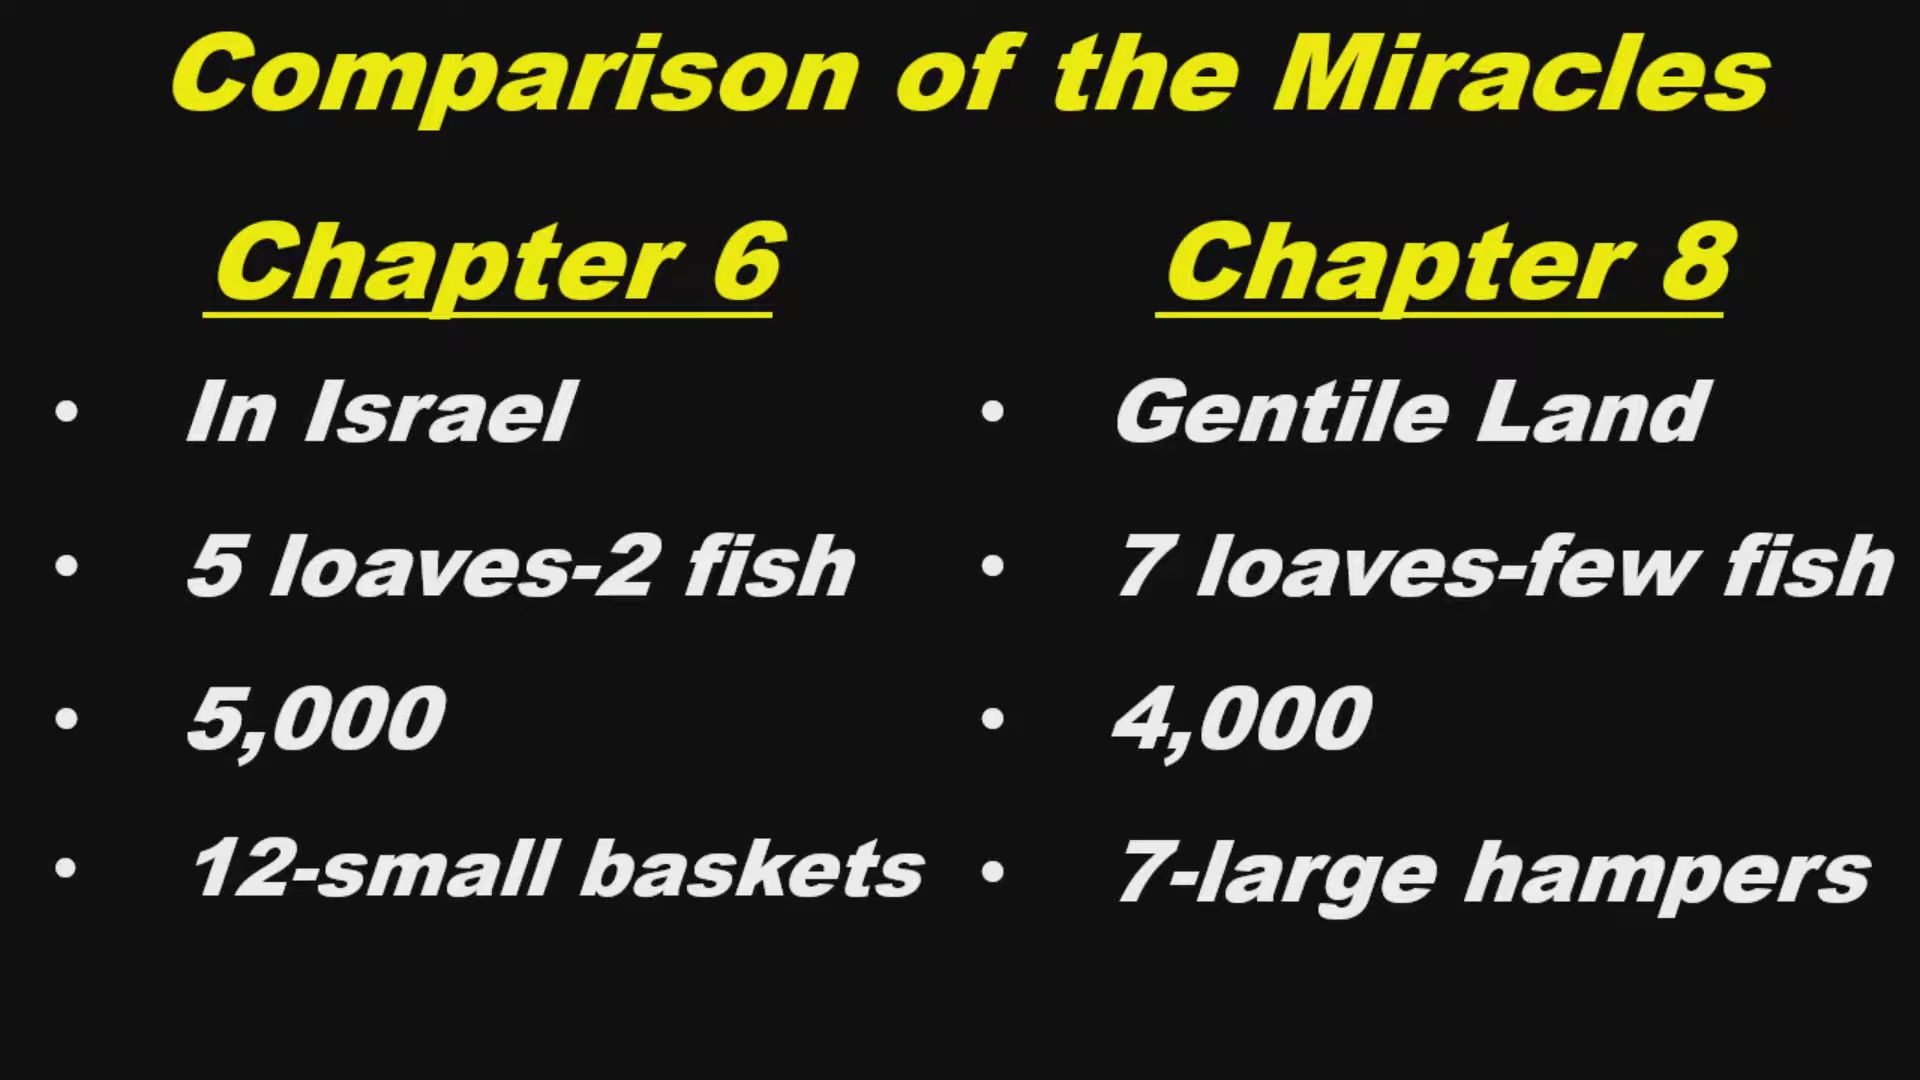 Comparison of the Miracles
Chapter 6
• In Israel
• 5 loaves-2 fish
• 5,000
• 12-small baskets
Chapter 8
• Gentile Land
• 7 loaves-few fish
• 4,000
• 7-large hampers